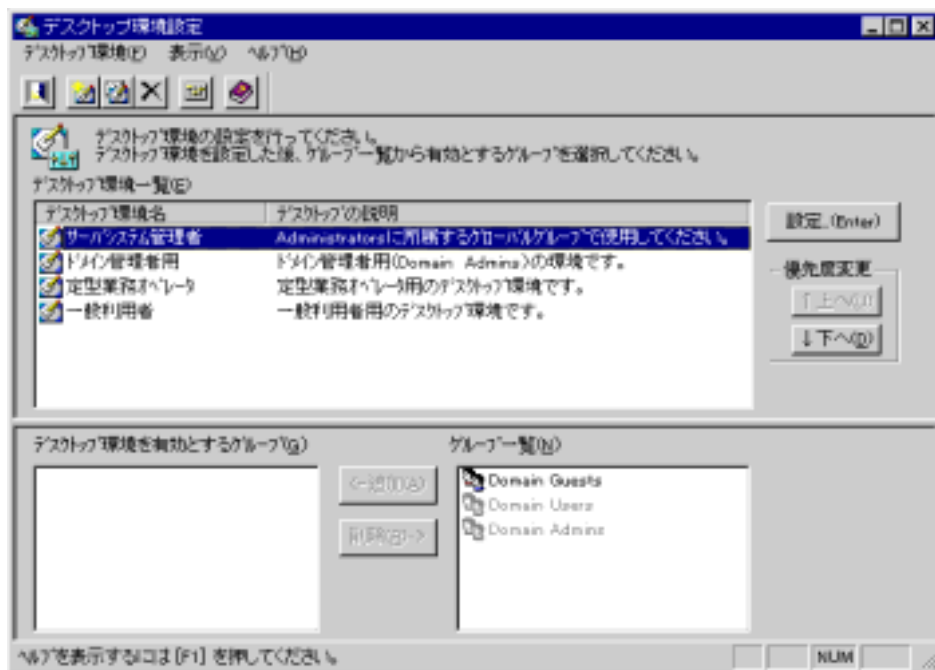 デスクトップ環境設定
ﾃﾞｽｸﾄｯﾌﾟ環境(F) 表示(V) ﾍﾙﾌﾟ(H)
ﾃﾞｽｸﾄｯﾌﾟ環境の設定を行ってください。
ﾃﾞｽｸﾄｯﾌﾟ環境を設定した後、ｸﾞﾙｰﾌﾟ一覧から有効とするｸﾞﾙｰﾌﾟを選択してください。
ﾃﾞｽｸﾄｯﾌﾟ環境一覧(E)
ﾃﾞｽｸﾄｯﾌﾟ環境名 ﾃﾞｽｸﾄｯﾌﾟの説明
ｻｰﾊﾞｼｽﾃﾑ管理者 Administratorsに所属するｸﾞﾛｰﾊﾞﾙｸﾞﾙｰﾌﾟで使用してください。
ﾄﾞﾒｲﾝ管理者用 ﾄﾞﾒｲﾝ管理者用(Domain Admins)の環境です。
定型業務ｵﾍﾟﾚｰﾀ 定型業務ｵﾍﾟﾚｰﾀ用のﾃﾞｽｸﾄｯﾌﾟ環境です。
一般利用者 一般利用者用のﾃﾞｽｸﾄｯﾌﾟ環境です。
設定..(Enter)
優先度変更
↑上へ(U)
↓下へ(D)
ﾃﾞｽｸﾄｯﾌﾟ環境を有効とするｸﾞﾙｰﾌﾟ(G)
<-追加(A)
削除(R)->
ｸﾞﾙｰﾌﾟ一覧(N)
Domain Guests
Domain Users
Domain Admins
ﾍﾙﾌﾟを表示するには [F1] を押してください。
NUM